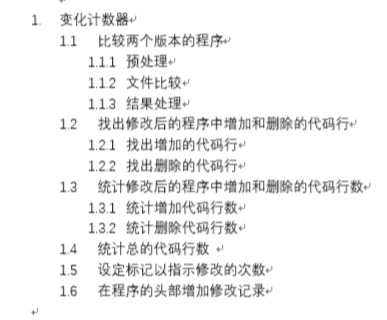 1. 变化计数器
1.1 比较两个版本的程序
1.1.1 预处理
1.1.2 文件比较
1.1.3 结果处理
1.2 找出修改后的程序中增加和删除的代码行
1.2.1 找出增加的代码行
1.2.2 找出删除的代码行
1.3 统计修改后的程序中增加和删除的代码行数
1.3.1 统计增加代码行数
1.3.2 统计删除代码行数
1.4 统计总的代码行数
1.5 设定标记以指示修改的次数
1.6 在程序的头部增加修改记录